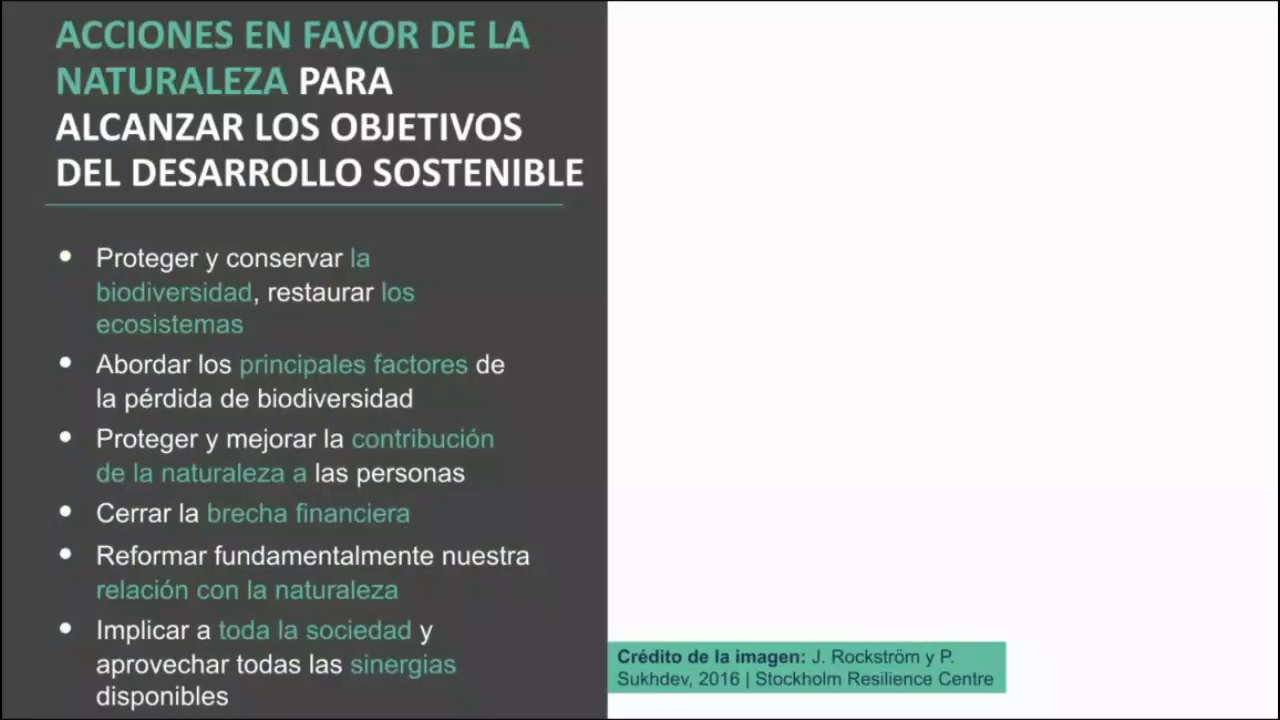 ACCIONES EN FAVOR DE LA
NATURALEZA PARA
ALCANZAR LOS OBJETIVOS
DEL DESARROLLO SOSTENIBLE
• Proteger y conservar la
biodiversidad, restaurar los
ecosistemas
• Abordar los principales factores de
la pérdida de biodiversidad
• Proteger y mejorar la contribución
de la naturaleza a las personas
• Cerrar la brecha financiera
• Reformar fundamentalmente nuestra
relación con la naturaleza
• Implicar a toda la sociedad y
aprovechar todas las sinergias
disponibles
Crédito de la imagen: J. Rockström y P.
Sukhdev, 2016 | Stockholm Resilience Centre